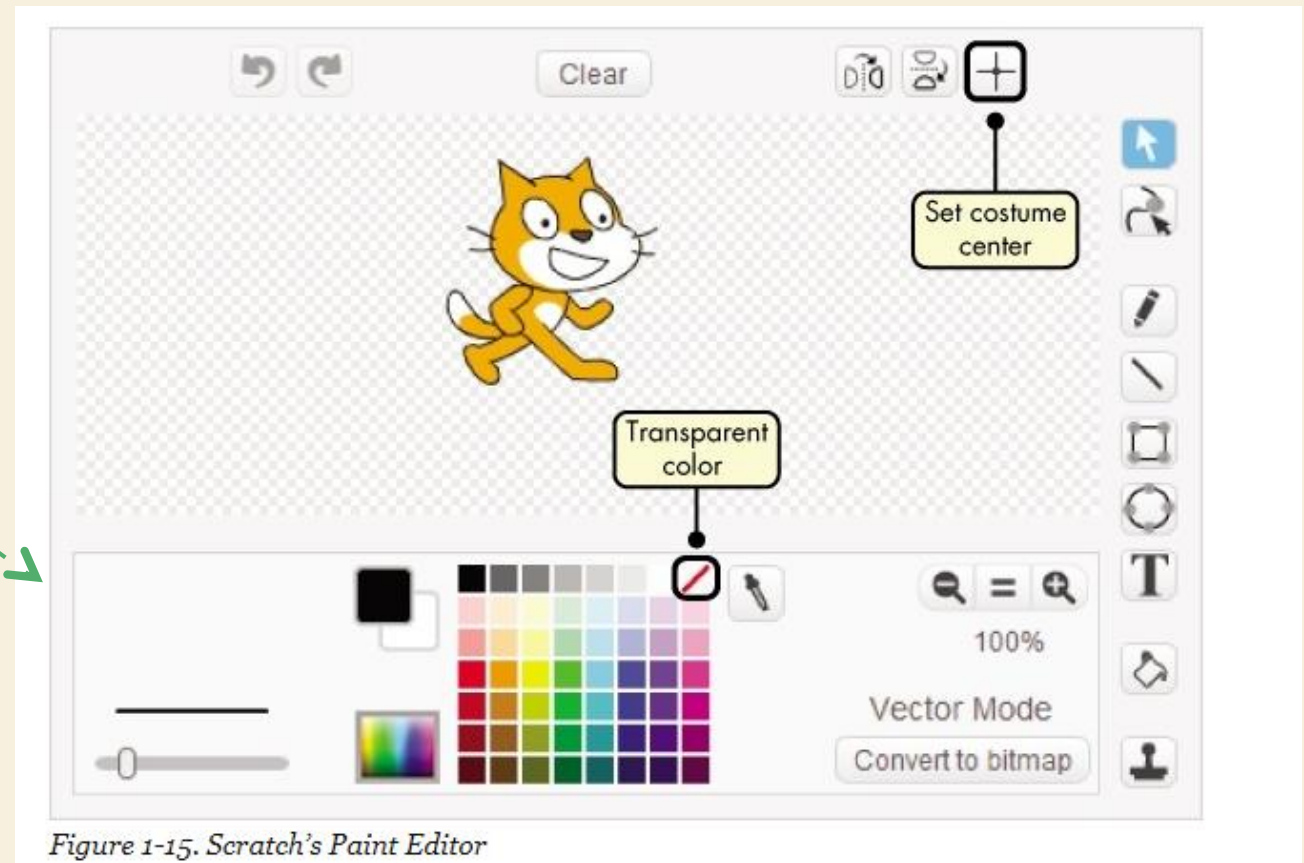 Clear
Set costume
center
Transparent
color
T
100%
Vector Mode
Convert to bitmap
Figure 1-15. Scratch's Paint Editor